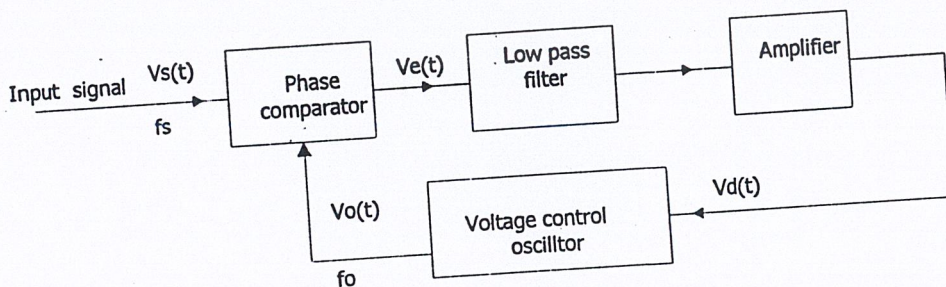 Input signal
Vs(t)
fs
Phase
comparator
Ve(t)
Low pass
filter
Amplifier
Vd(t)
Voltage control
oscilltor
Vo(t)
fo